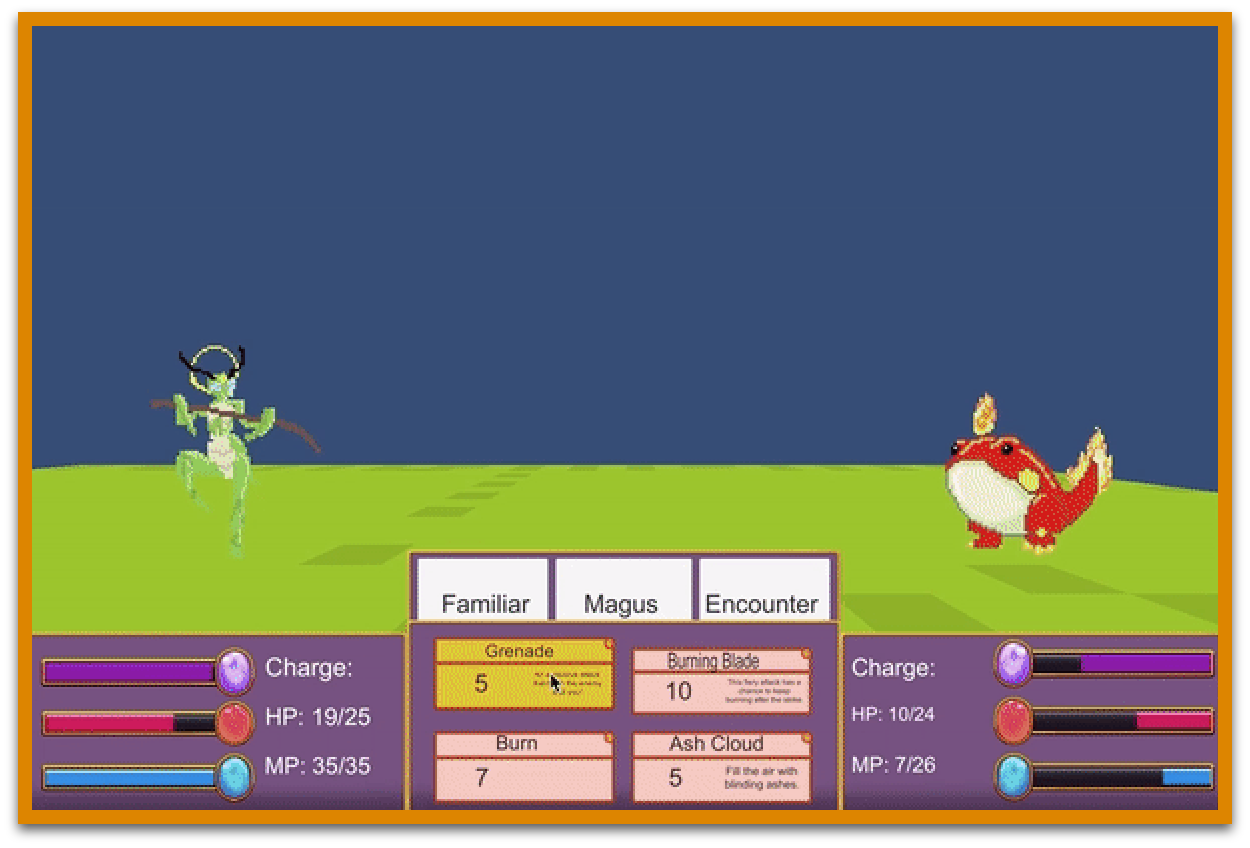 Familiar
Magus
Encounter
Charge:
HP: 19/25
MP: 35/35
Grenade
5
Burning Blade
10
This fiery attack has a
chance to keep
burning after the strike.
Burn
7
Ash Cloud
5
Fill the air with
blinding ashes.
Charge:
HP: 10/24
MP: 7/26